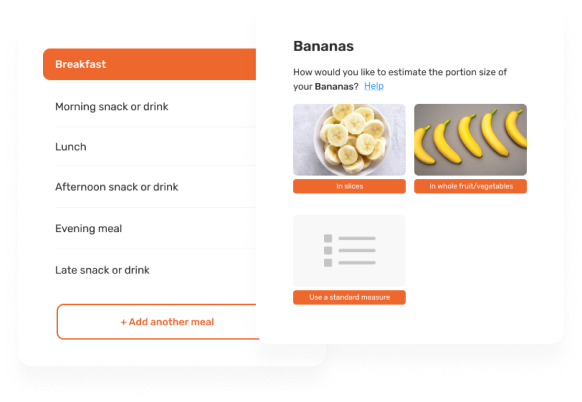 Breakfast
Morning snack or drink
Lunch
Afternoon snack or drink
Evening meal
Late snack or drink
+ Add another meal
Bananas
How would you like to estimate the portion size of
your Bananas? Help
In slices
In whole fruit/vegetables
Use a standard measure